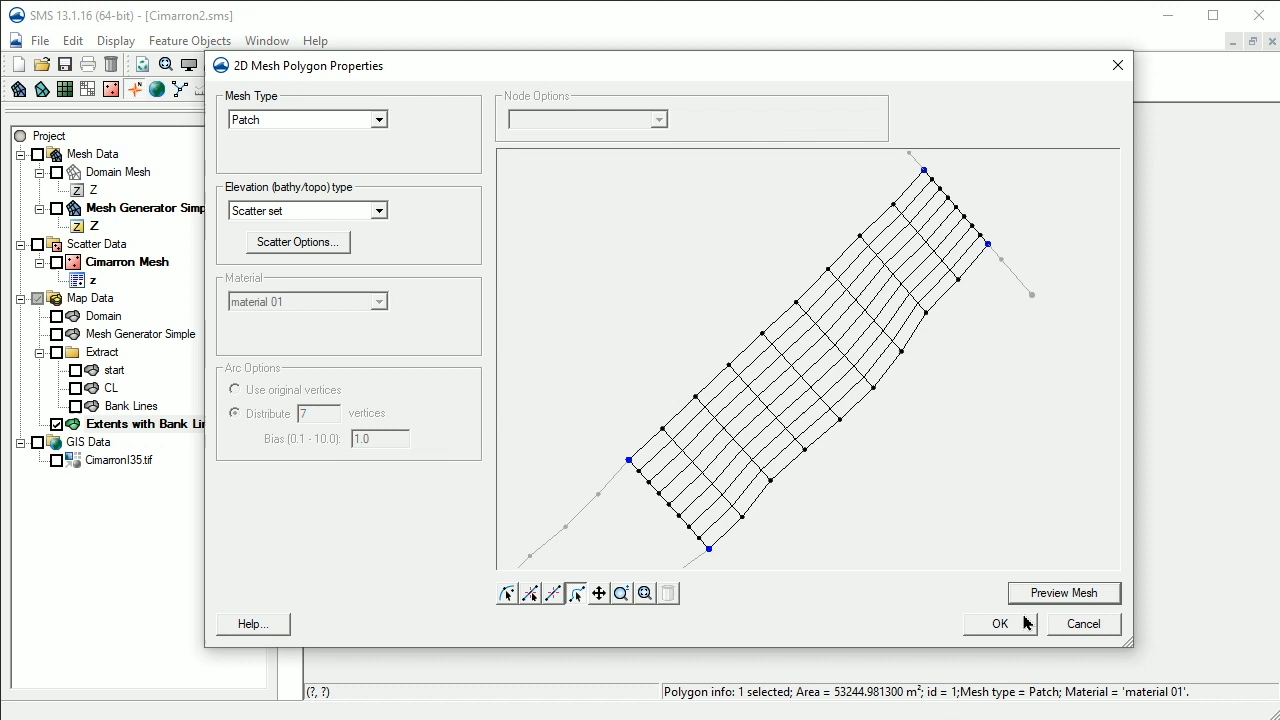 SMS 13.1.16 (64-bit) - [Cimarron2.sms]
File Edit Display Feature Objects Window Help
2D Mesh Polygon Properties
Mesh Type
Patch
Node Options
Elevation (bathy/topo) type
Scatter set
Scatter Options...
Material
material 01
Arc Options
Use original vertices
Distribute 7 vertices
Bias (0.1 - 10.0): 1.0
Preview Mesh
Help...
OK
Cancel
Project
Mesh Data
Domain Mesh
Z
Mesh Generator Simp
Z
Scatter Data
Cimarron Mesh
z
Map Data
Domain
Mesh Generator Simple
Extract
start
CL
Bank Lines
Extents with Bank Lir
GIS Data
CimarronI35.tif
(?, ?)
Polygon info: 1 selected; Area = 53244.981300 m²; id = 1;Mesh type = Patch; Material = 'material 01'.